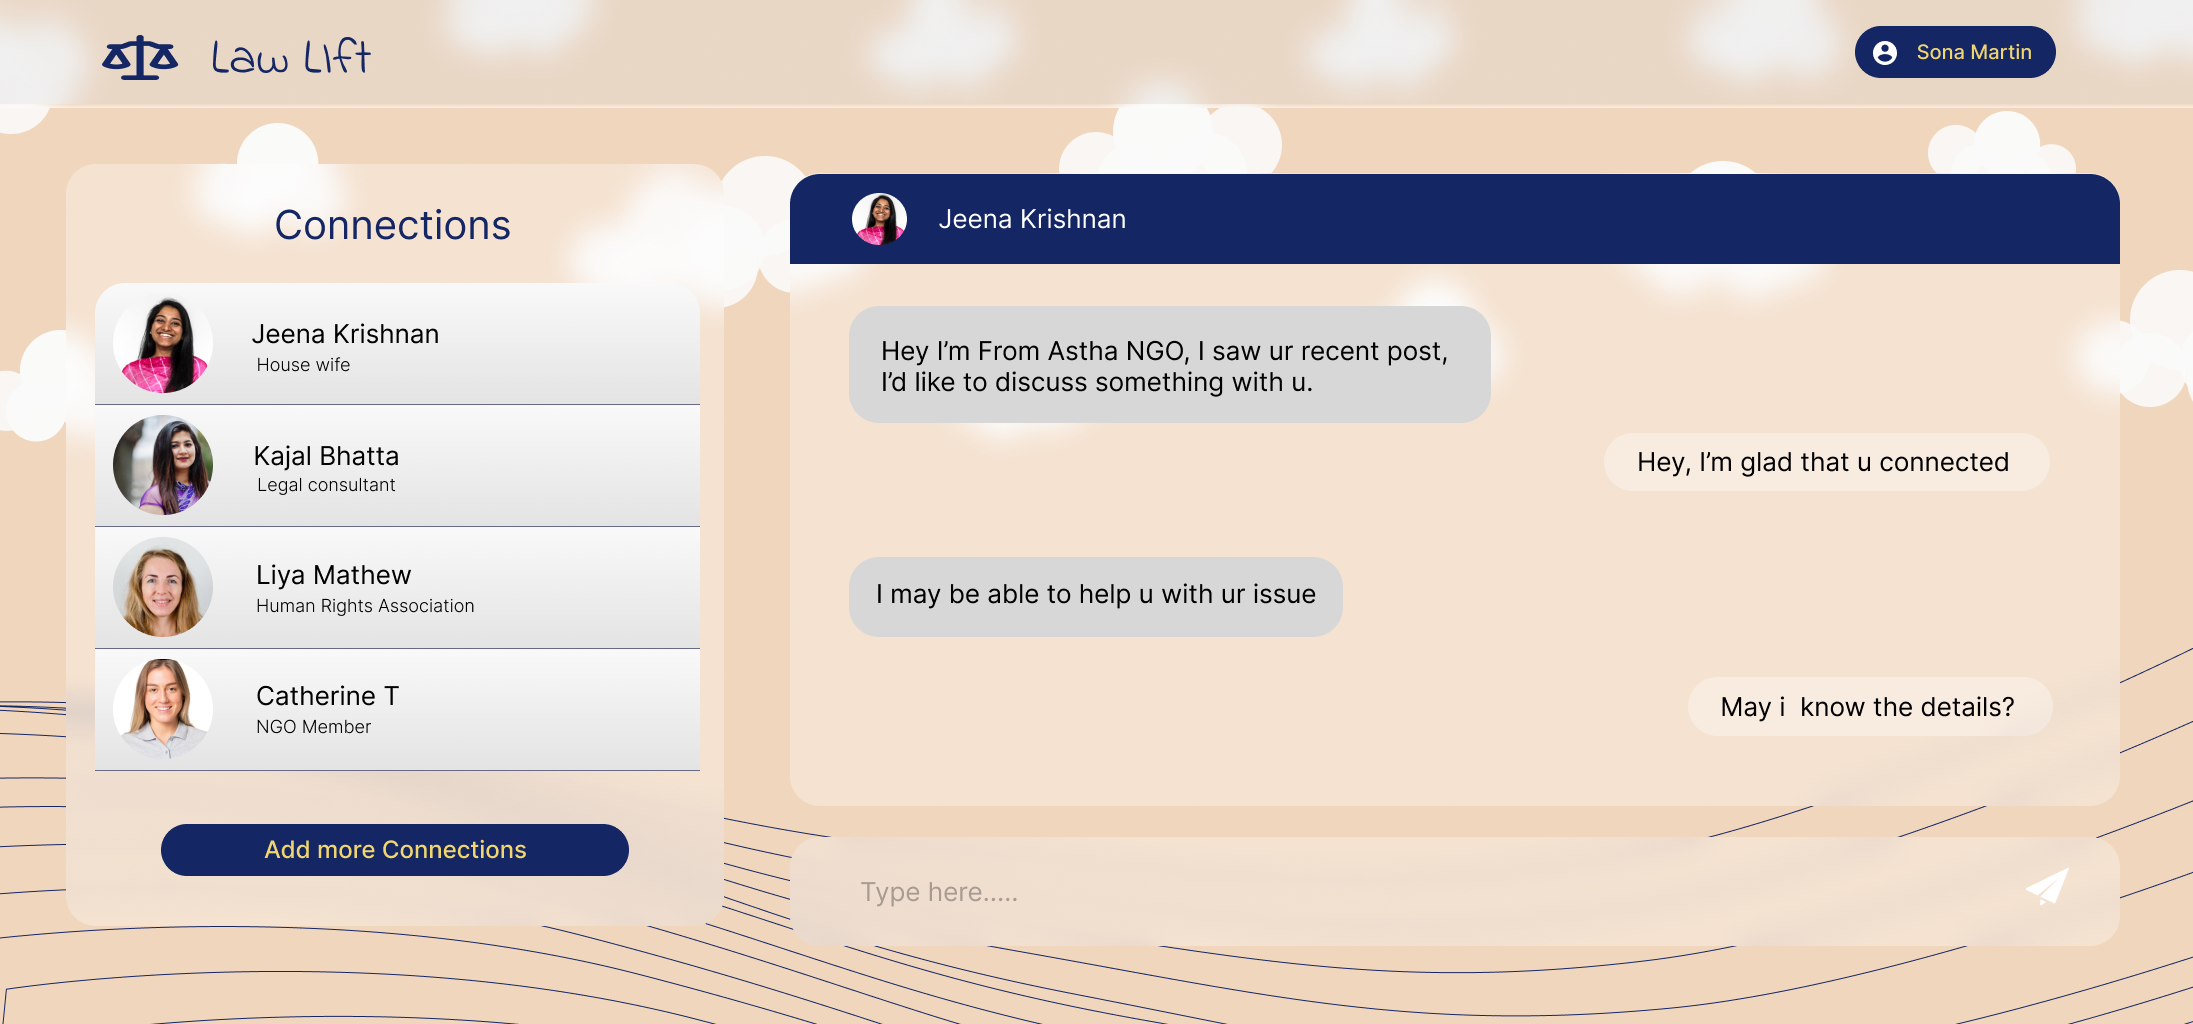 Law LIft
Sona Martin
Connections
Jeena Krishnan
House wife
Kajal Bhatta
Legal consultant
Liya Mathew
Human Rights Association
Catherine T
NGO Member
Add more Connections
Jeena Krishnan
Hey I’m From Astha NGO, I saw ur recent post,
I’d like to discuss something with u.
Hey, I’m glad that u connected
I may be able to help u with ur issue
May i  know the details?
Type here.....